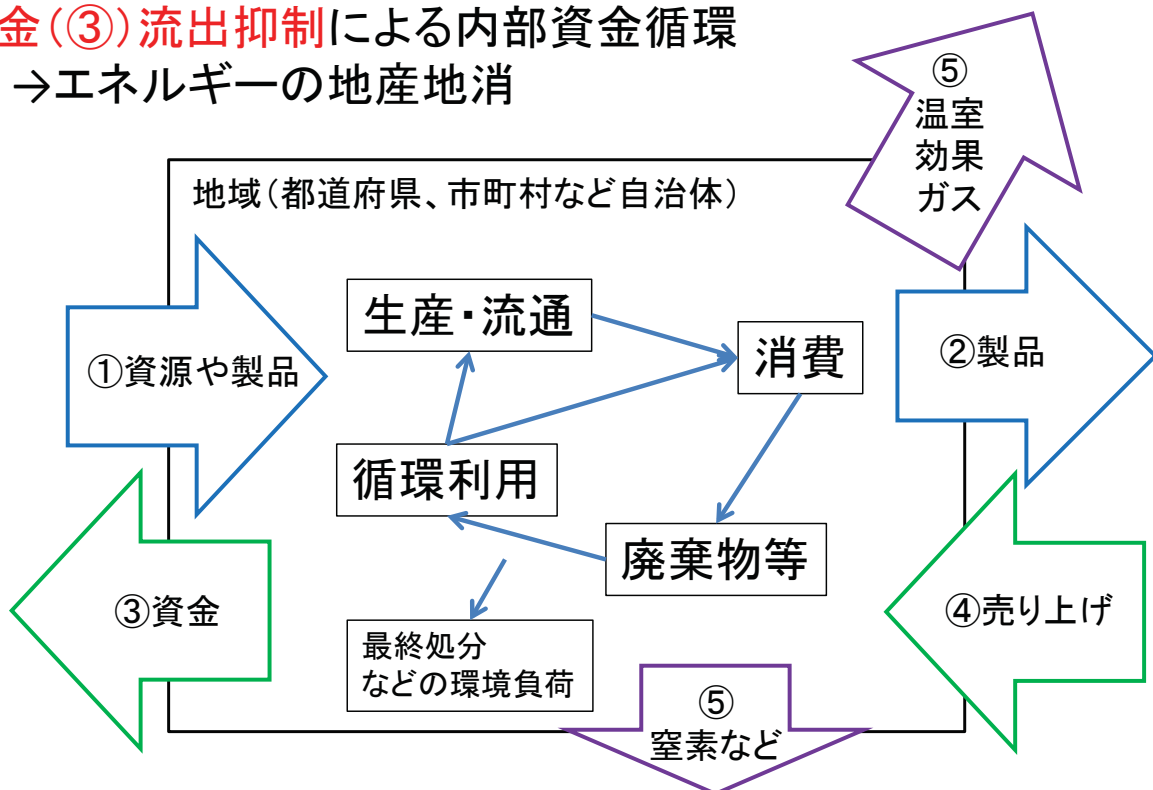 金(③)流出抑制による内部資金循環
→エネルギーの地産地消
⑤
温室
効果
ガス
地域(都道府県、市町村など自治体)
生産・流通
消費
①資源や製品
②製品
循環利用
廃棄物等
③資金
④売り上げ
最終処分
などの環境負荷
⑤
窒素など